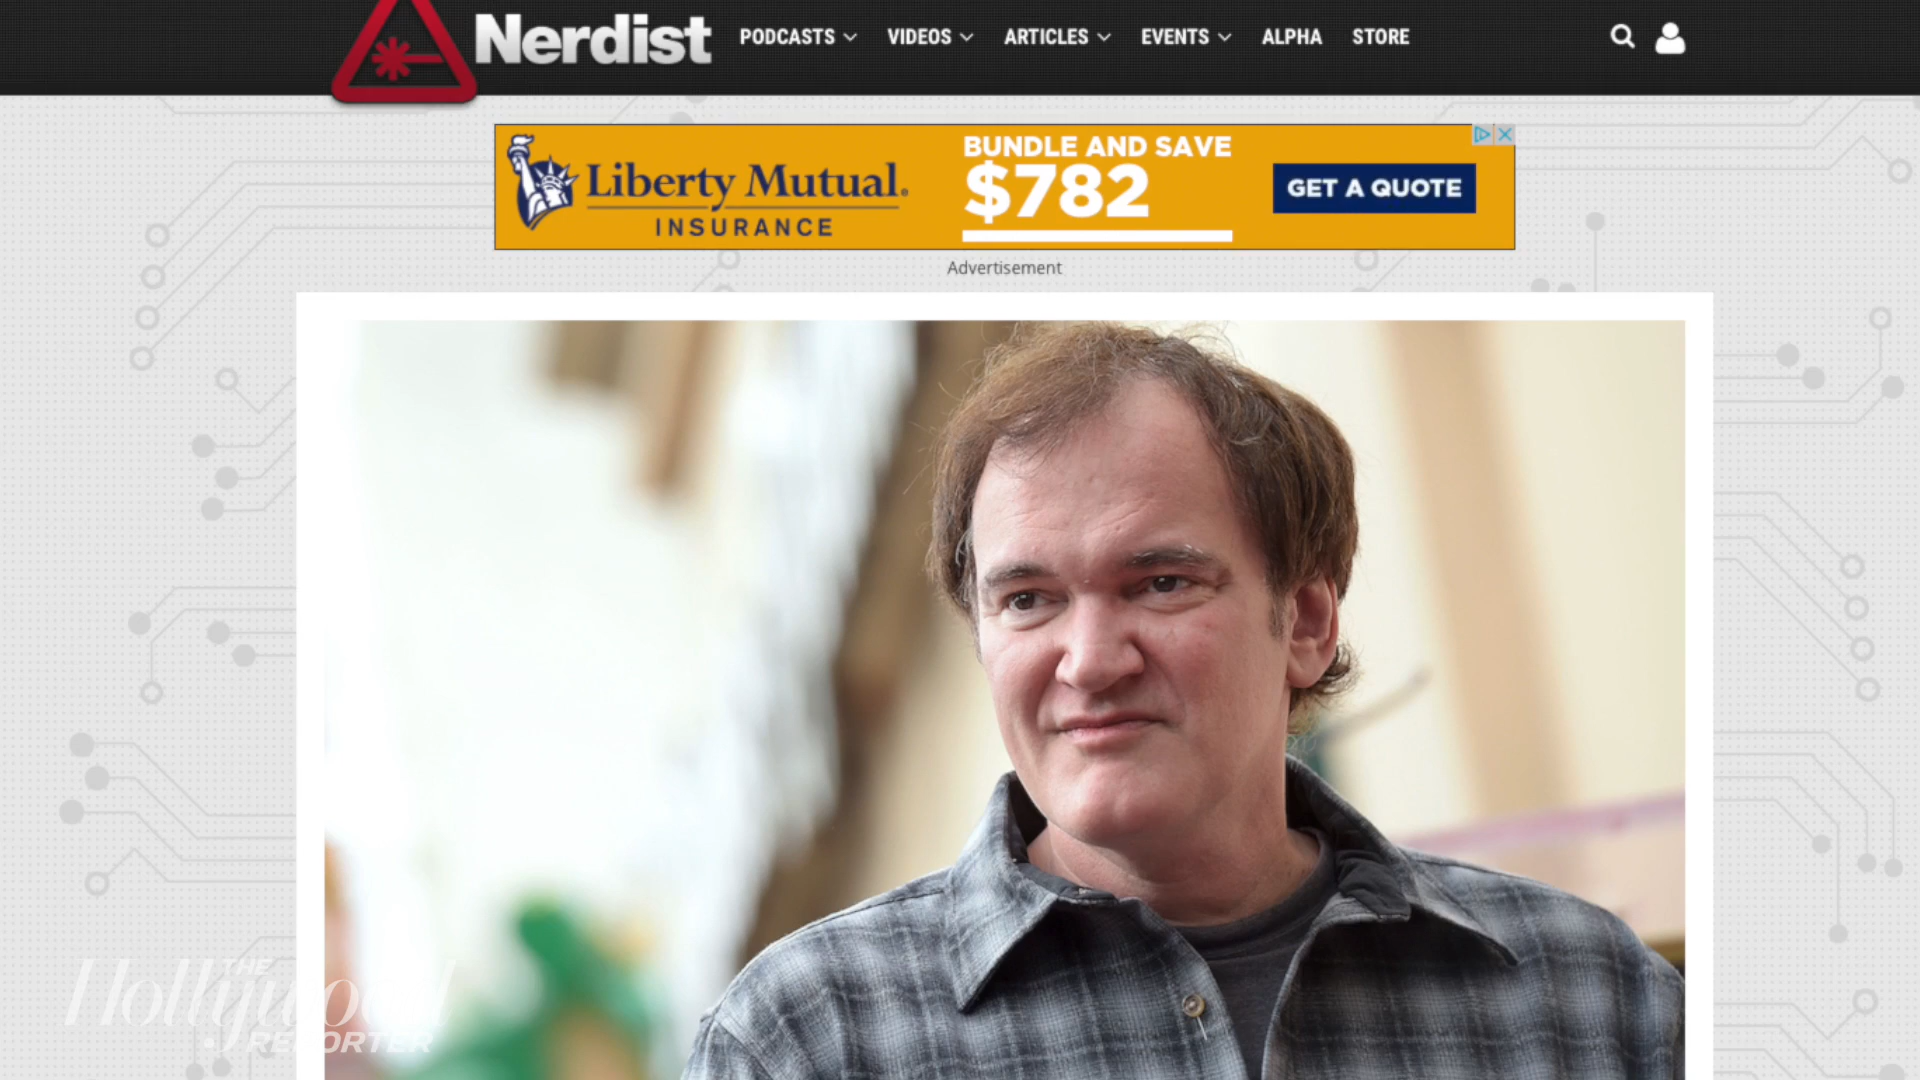 Nerdist
PODCASTS VIDEOS ARTICLES EVENTS ALPHA STORE
Liberty Mutual.
INSURANCE
BUNDLE AND SAVE
$782
GET A QUOTE
Advertisement
THE
Hollywood
REPORTER